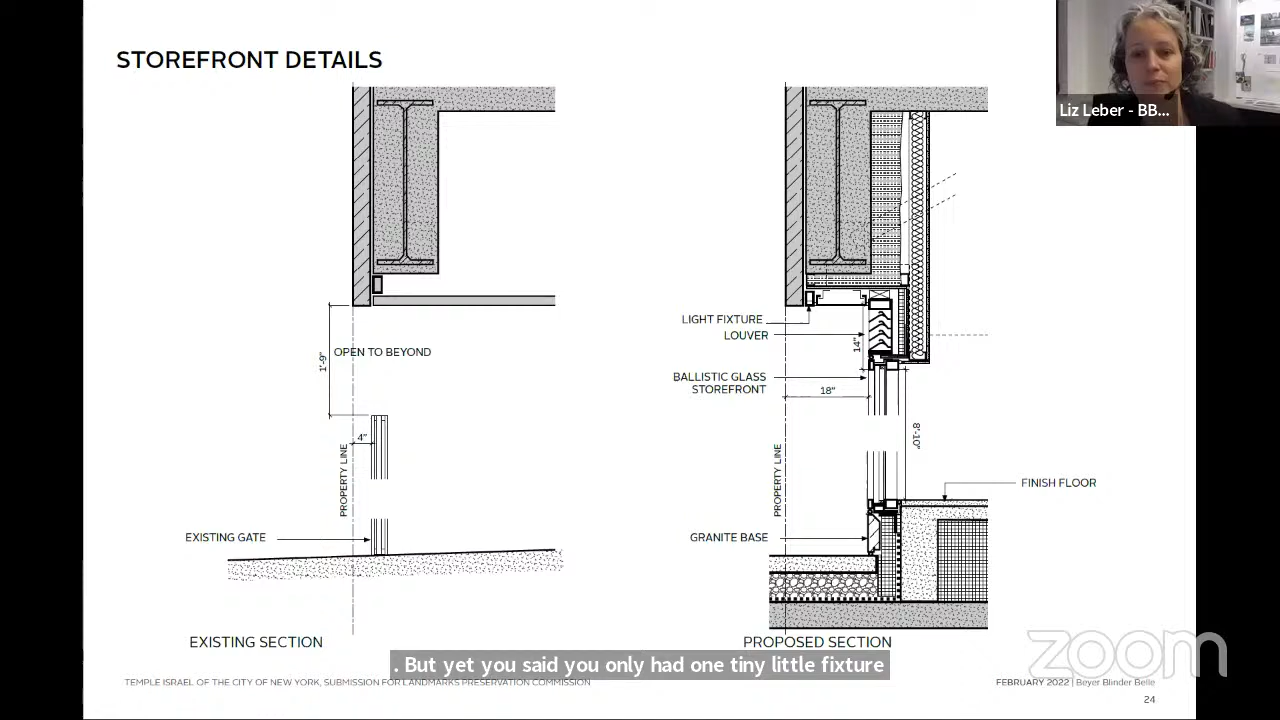 STOREFRONT DETAILS
Liz Leber - BB...
OPEN TO BEYOND
1'-9"
4"
PROPERTY LINE
EXISTING GATE
EXISTING SECTION
LIGHT FIXTURE
LOUVER
14"
BALLISTIC GLASS
STOREFRONT
18"
8'-10"
PROPERTY LINE
FINISH FLOOR
GRANITE BASE
PROPOSED SECTION
. But yet you said you only had one tiny little fixture
zoom
TEMPLE ISRAEL OF THE CITY OF NEW YORK, SUBMISSION FOR LANDMARKS PRESERVATION COMMISSION
FEBRUARY 2022 | Beyer Blinder Belle
24